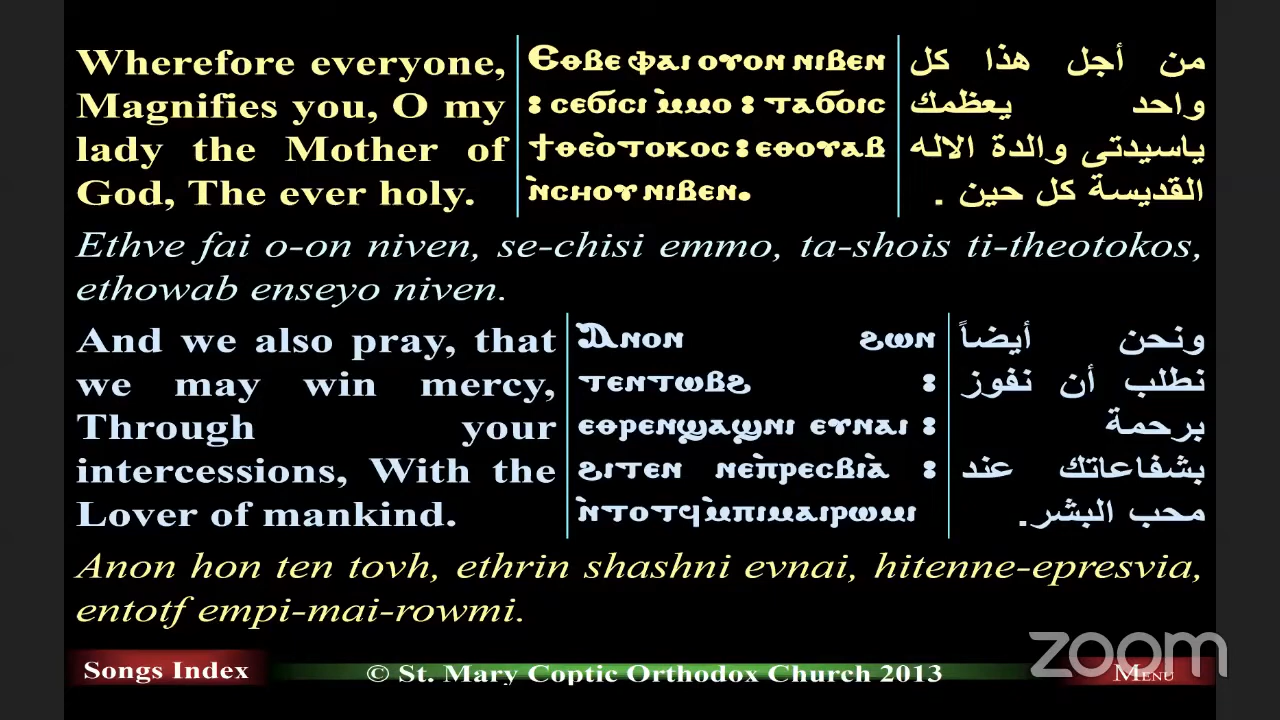 Wherefore everyone,
Magnifies you, O my
lady the Mother of
God, The ever holy.
Ⲉⲑⲃⲉ ⲫⲁⲓ ⲟⲩⲟⲛ ⲛⲓⲃⲉⲛ
: ⲥⲉϭⲓⲥⲓ ⲙ̀ⲙⲟ : ⲧⲁϭⲟⲓⲥ
ϯⲑⲉⲟ̀ⲧⲟⲕⲟⲥ : ⲉⲑⲟⲩⲁⲃ
ⲛ̀ⲥⲏⲟⲩ ⲛⲓⲃⲉⲛ.
من أجل هذا كل
واحد يعظمك
ياسيدتى والدة الاله
القديسة كل حين .
Ethve fai o-on niven, se-chisi emmo, ta-shois ti-theotokos,
ethowab enseyo niven.
And we also pray, that
we may win mercy,
Through your
intercessions, With the
Lover of mankind.
Ⲁⲛⲟⲛ ϩⲱⲛ
ⲧⲉⲛⲧⲱⲃϩ :
ⲉⲑⲣⲉⲛϣⲁϣⲛⲓ ⲉⲩⲛⲁⲓ :
ϩⲓⲧⲉⲛ ⲛⲉⲡ̀ⲣⲉⲥⲃⲓⲁ̀ :
ⲛ̀ⲧⲟⲧϥ ⲙ̀ⲡⲓⲙⲁⲓⲣⲱⲙⲓ
ونحن أيضاً
نطلب أن نفوز
برحمة
بشفاعاتك عند
محب البشر.
Anon hon ten tovh, ethrin shashni evnai, hitenne-epresvia,
entotf empi-mai-rowmi.
Songs Index
© St. Mary Coptic Orthodox Church 2013
Menu
zoom